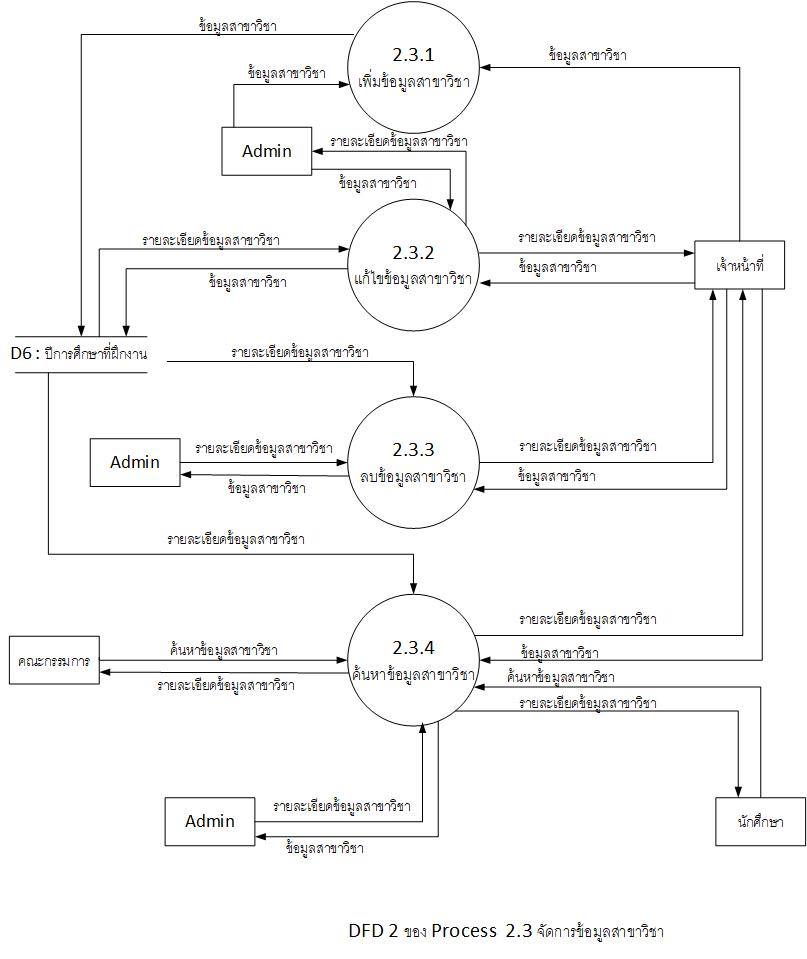 ข้อมูลสาขาวิชา
2.3.1
เพิ่มข้อมูลสาขาวิชา
ข้อมูลสาขาวิชา
ข้อมูลสาขาวิชา
Admin
รายละเอียดข้อมูลสาขาวิชา
ข้อมูลสาขาวิชา
รายละเอียดข้อมูลสาขาวิชา
ข้อมูลสาขาวิชา
2.3.2
แก้ไขข้อมูลสาขาวิชา
รายละเอียดข้อมูลสาขาวิชา
ข้อมูลสาขาวิชา
เจ้าหน้าที่
D6 : ปีการศึกษาที่ฝึกงาน
รายละเอียดข้อมูลสาขาวิชา
Admin
รายละเอียดข้อมูลสาขาวิชา
ข้อมูลสาขาวิชา
2.3.3
ลบข้อมูลสาขาวิชา
รายละเอียดข้อมูลสาขาวิชา
ข้อมูลสาขาวิชา
รายละเอียดข้อมูลสาขาวิชา
คณะกรรมการ
ค้นหาข้อมูลสาขาวิชา
รายละเอียดข้อมูลสาขาวิชา
2.3.4
ค้นหาข้อมูลสาขาวิชา
รายละเอียดข้อมูลสาขาวิชา
ข้อมูลสาขาวิชา
ค้นหาข้อมูลสาขาวิชา
รายละเอียดข้อมูลสาขาวิชา
Admin
รายละเอียดข้อมูลสาขาวิชา
ข้อมูลสาขาวิชา
นักศึกษา
DFD 2 ของ Process 2.3 จัดการข้อมูลสาขาวิชา